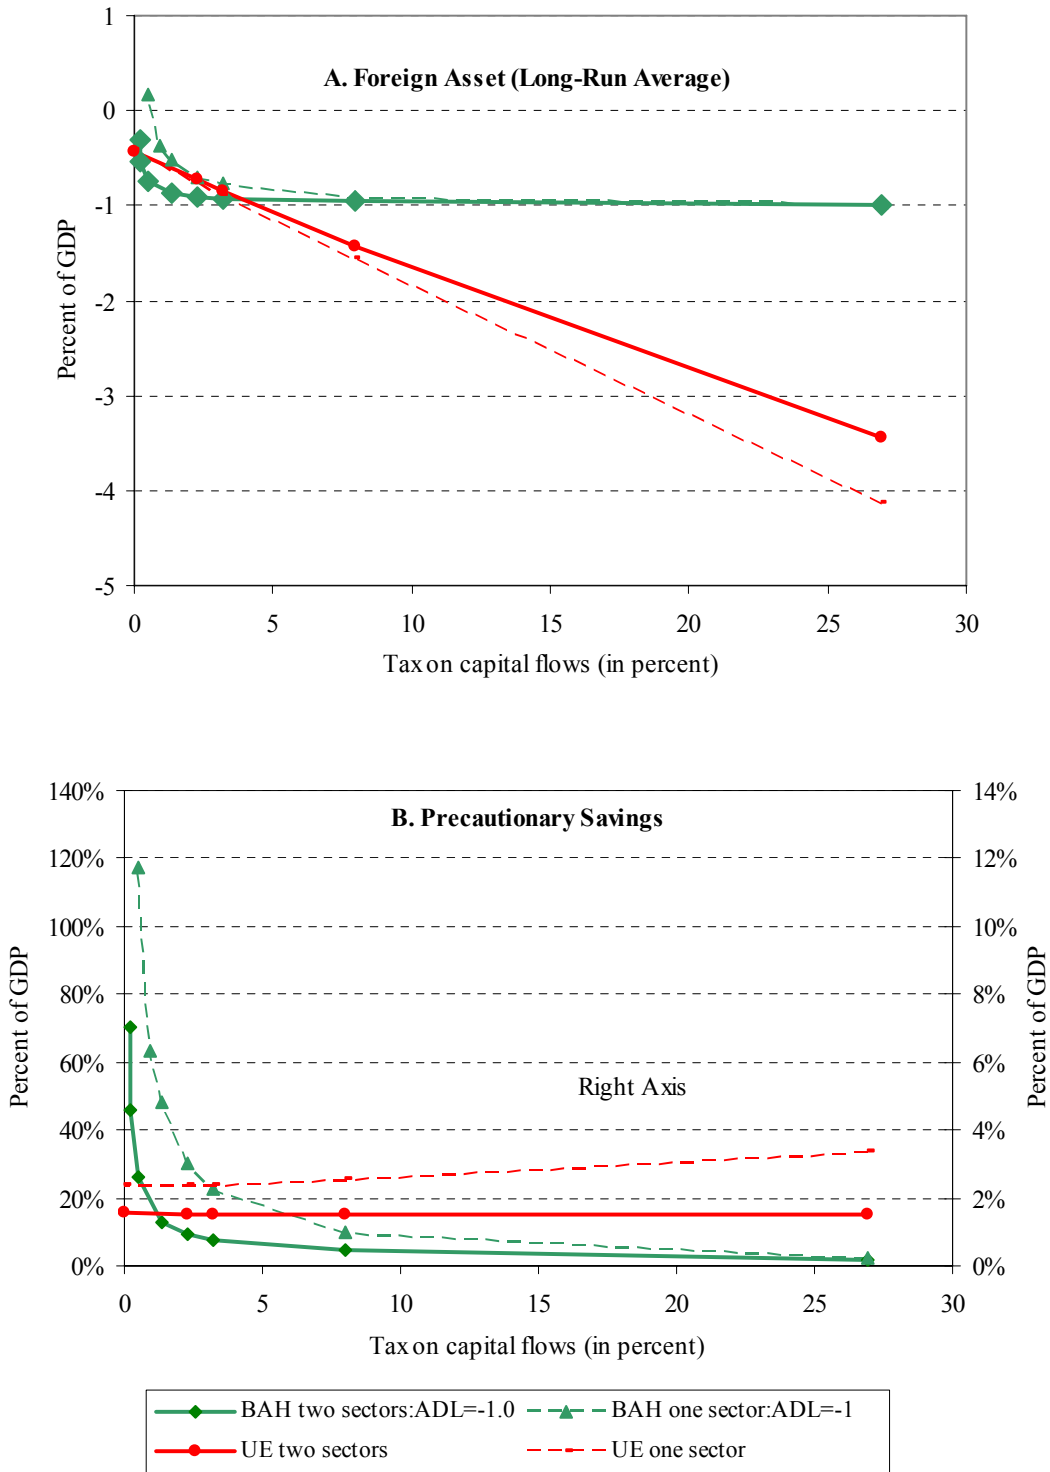 1
A. Foreign Asset (Long-Run Average)
0
-1
-2
-3
-4
-5
Percent of GDP
0 5 10 15 20 25 30
Tax on capital flows (in percent)
140% 14%
B. Precautionary Savings
120% 12%
100% 10%
80% 8%
60% 6%
Right Axis
40% 4%
20% 2%
0% 0%
Percent of GDP
Percent of GDP
0 5 10 15 20 25 30
Tax on capital flows (in percent)
BAH two sectors:ADL=-1.0 BAH one sector:ADL=-1
UE two sectors UE one sector